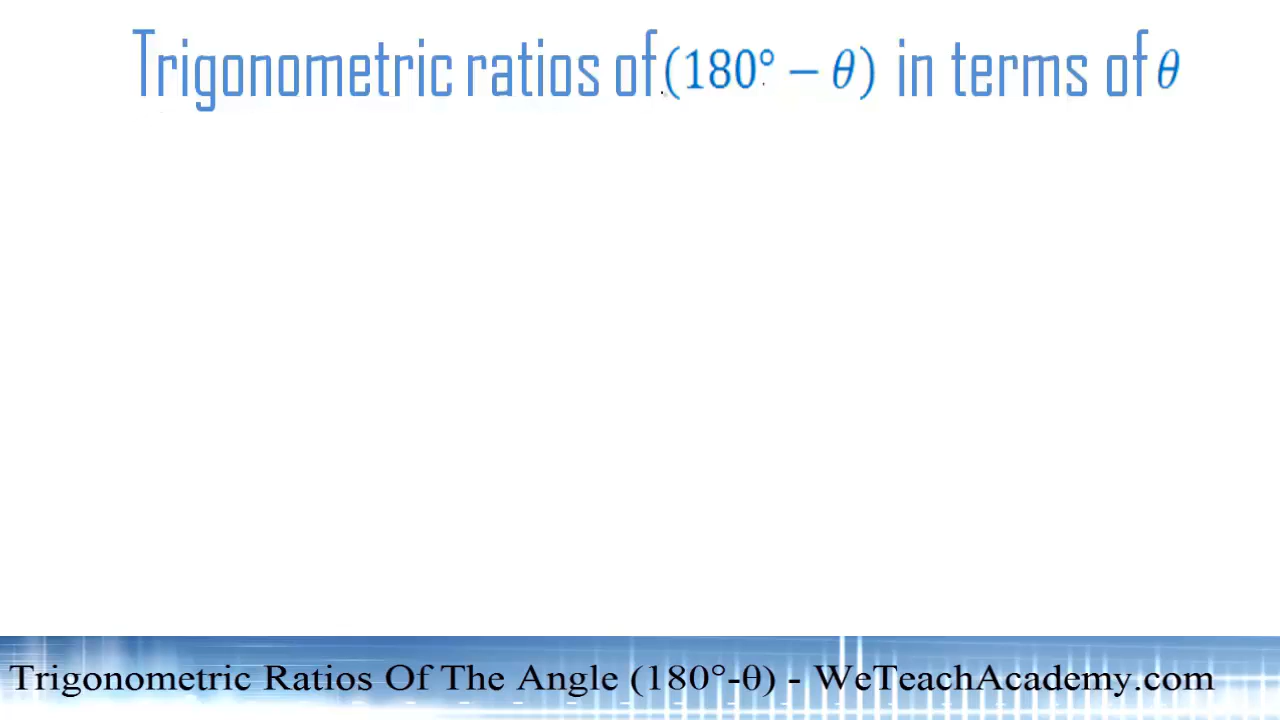 Trigonometric ratios of (180° − θ) in terms of θ
Trigonometric Ratios Of The Angle (180°-θ) - WeTeachAcademy.com